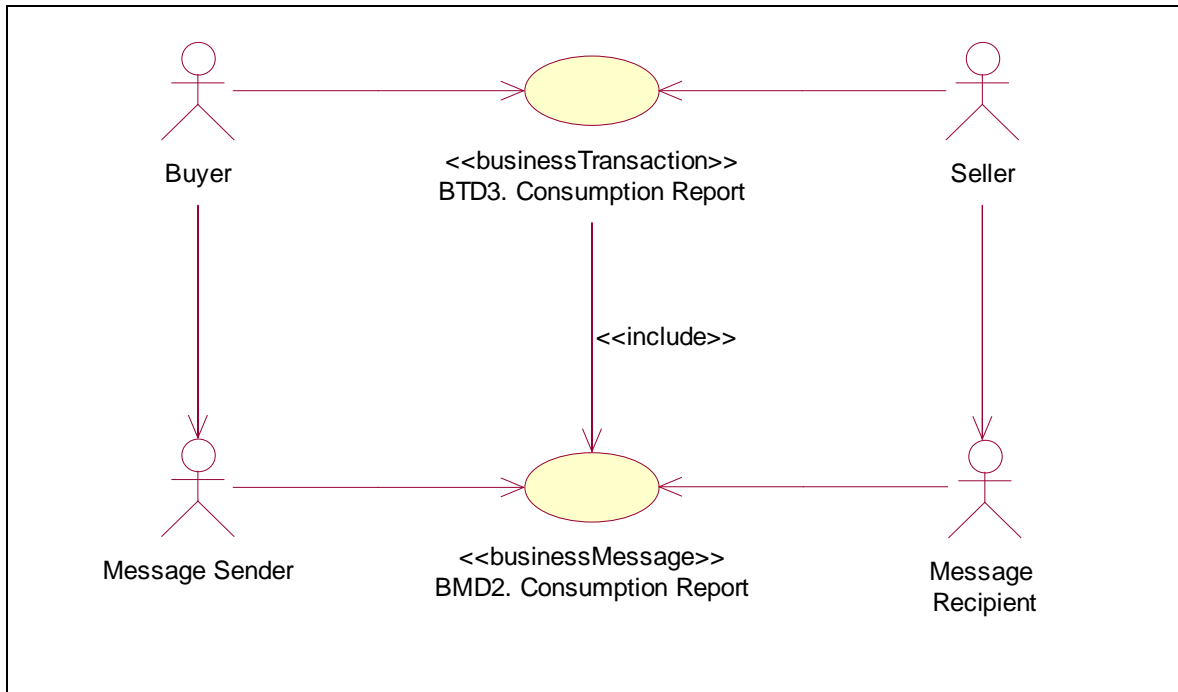 Buyer
<<businessTransaction>>
BTD3. Consumption Report
Seller
<<include>>
Message Sender
<<businessMessage>>
BMD2. Consumption Report
Message
Recipient